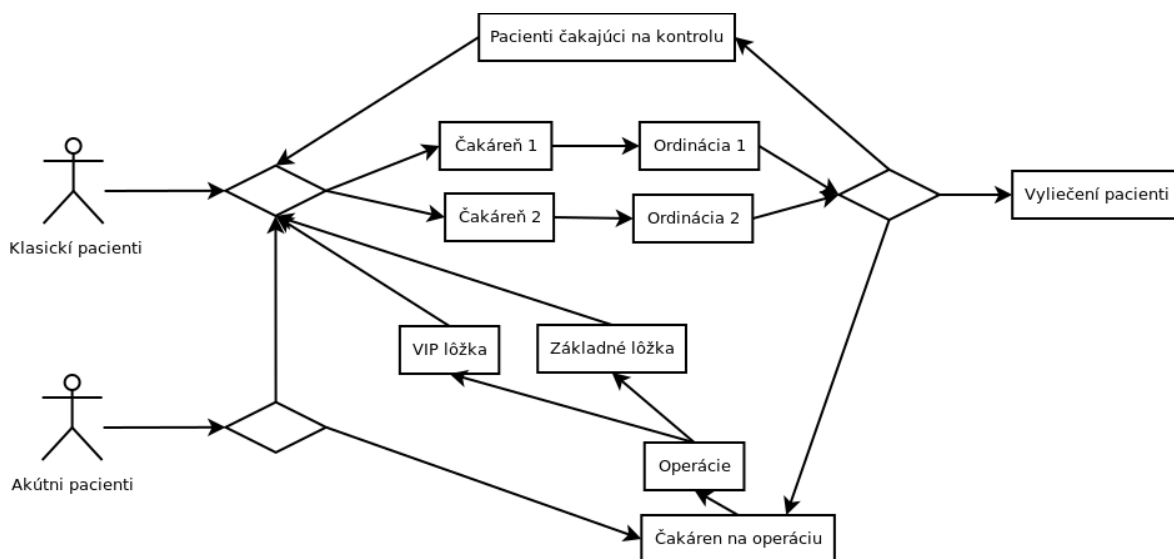 Pacienti čakajúci na kontrolu
Čakáreň 1
Ordinácia 1
Vyliečení pacienti
Čakáreň 2
Ordinácia 2
Klasickí pacienti
VIP lôžka
Základné lôžka
Operácie
Akútni pacienti
Čakáren na operáciu